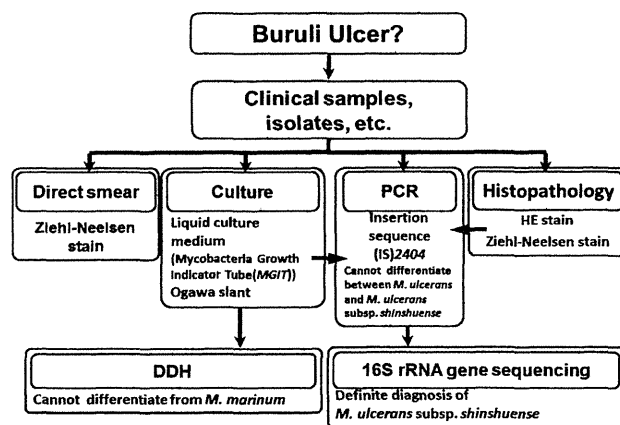 Buruli Ulcer?
Clinical samples,
isolates, etc.
Direct smear
Ziehl-Neelsen
stain
Culture
Liquid culture
medium
(Mycobacteria Growth
Indicator Tube(MGIT))
Ogawa slant
PCR
Insertion
sequence
(IS)2404
Cannot differentiate
between M. ulcerans
and M. ulcerans
subsp. shinshuense
Histopathology
HE stain
Ziehl-Neelsen stain
DDH
Cannot differentiate from M. marinum
16S rRNA gene sequencing
Definite diagnosis of
M. ulcerans subsp. shinshuense